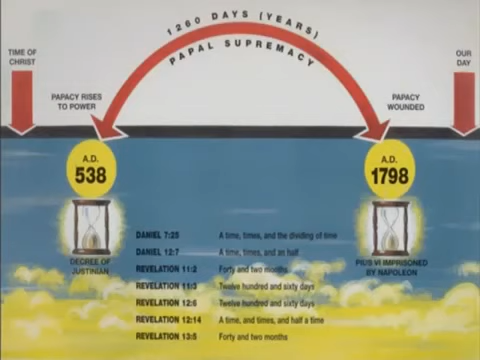 1260 DAYS (YEARS)
PAPAL SUPREMACY
TIME OF
CHRIST
OUR
DAY
PAPACY RISES
TO POWER
PAPACY
WOUNDED
A.D.
538
A.D.
1798
DECREE OF
JUSTINIAN
PIUS VI IMPRISONED
BY NAPOLEON
DANIEL 7:25 A time, times, and the dividing of time
DANIEL 12:7 A time, times, and an half
REVELATION 11:2 Forty and two months
REVELATION 11:3 Twelve hundred and sixty days
REVELATION 12:6 Twelve hundred and sixty days
REVELATION 12:14 A time, and times, and half a time
REVELATION 13:5 Forty and two months